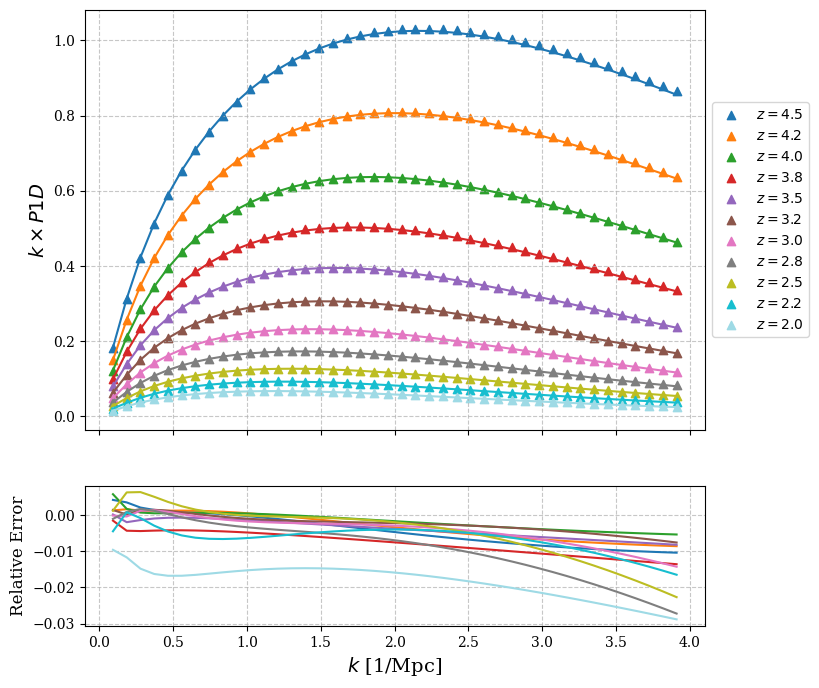 1.0
0.8
0.6
0.4
0.2
0.0
k × P1D
z = 4.5
z = 4.2
z = 4.0
z = 3.8
z = 3.5
z = 3.2
z = 3.0
z = 2.8
z = 2.5
z = 2.2
z = 2.0
0.00
−0.01
−0.02
−0.03
Relative Error
0.0 0.5 1.0 1.5 2.0 2.5 3.0 3.5 4.0
k [1/Mpc]